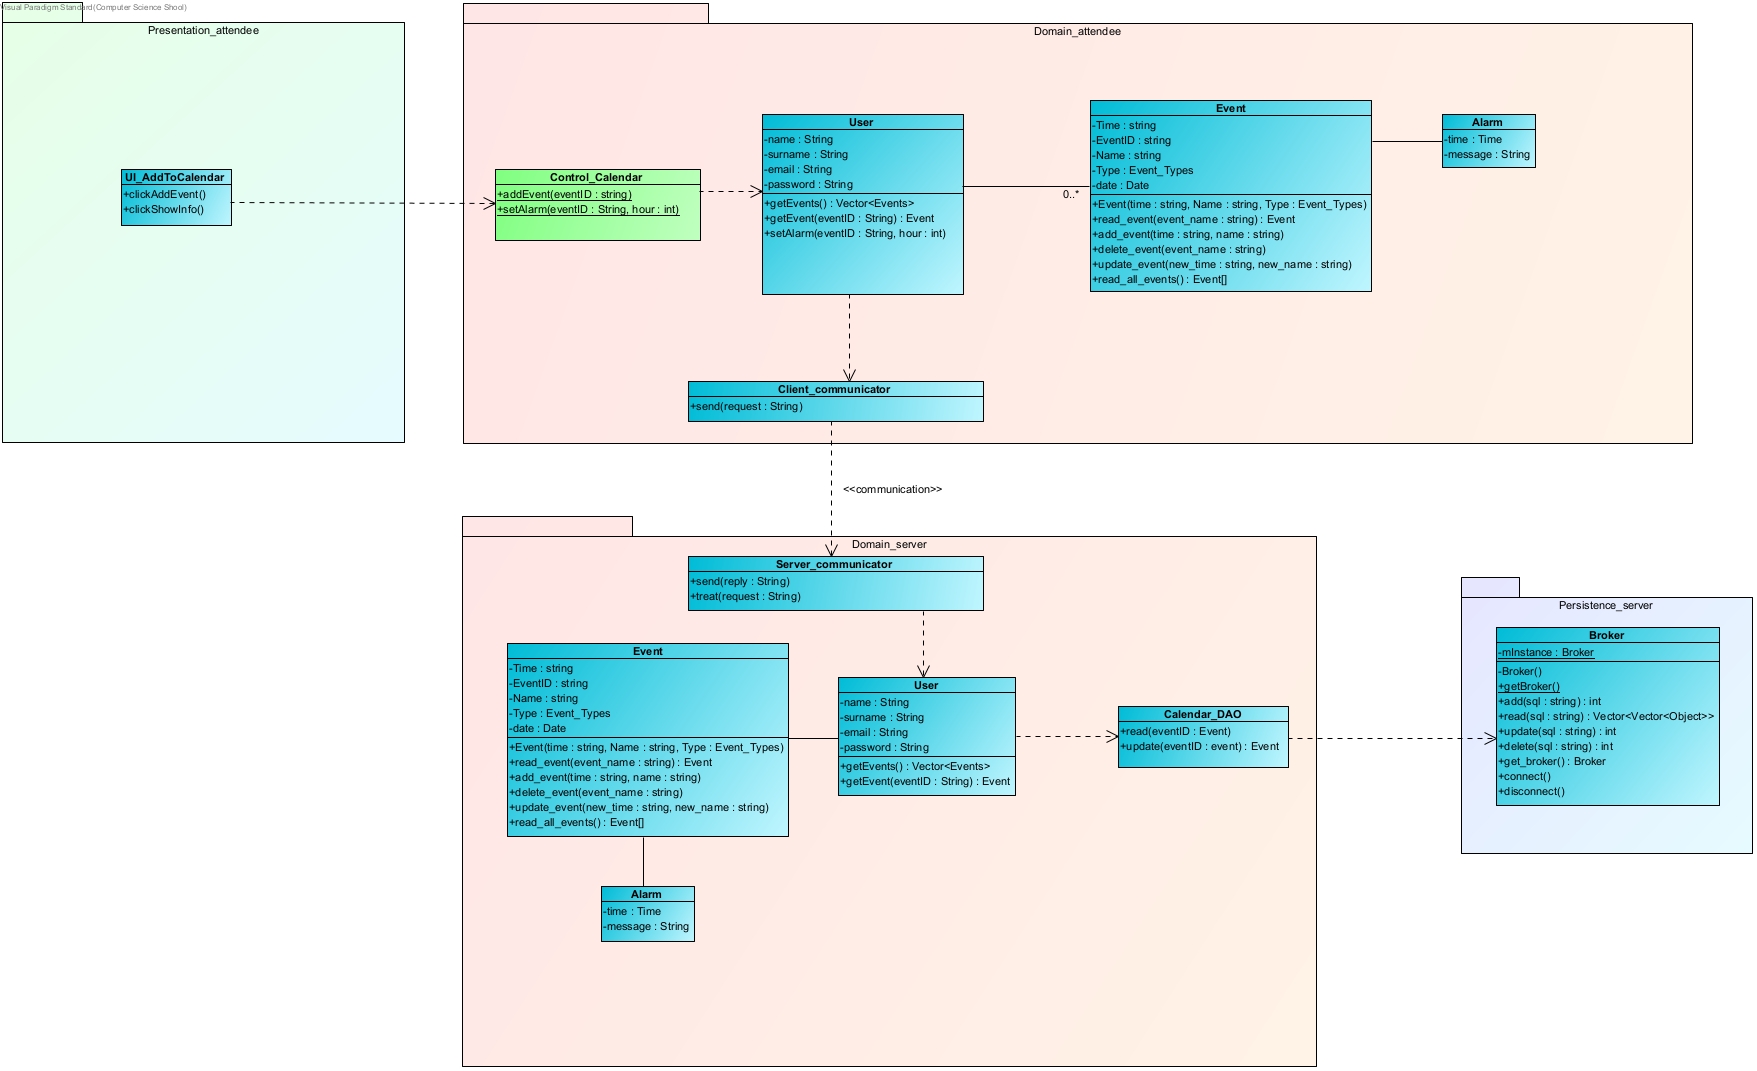 Visual Paradigm Standard(Computer Science Shool)
Presentation_attendee
UI_AddToCalendar
+clickAddEvent()
+clickShowInfo()
Domain_attendee
Control_Calendar
+addEvent(eventID : string)
+setAlarm(eventID : String, hour : int)
User
-name : String
-surname : String
-email : String
-password : String
+getEvents() : Vector<Events>
+getEvent(eventID : String) : Event
+setAlarm(eventID : String, hour : int)
0..*
Event
-Time : string
-EventID : string
-Name : string
-Type : Event_Types
-date : Date
+Event(time : string, Name : string, Type : Event_Types)
+read_event(event_name : string) : Event
+add_event(time : string, name : string)
+delete_event(event_name : string)
+update_event(new_time : string, new_name : string)
+read_all_events() : Event[]
Alarm
-time : Time
-message : String
Client_communicator
+send(request : String)
<<communication>>
Domain_server
Server_communicator
+send(reply : String)
+treat(request : String)
Event
-Time : string
-EventID : string
-Name : string
-Type : Event_Types
-date : Date
+Event(time : string, Name : string, Type : Event_Types)
+read_event(event_name : string) : Event
+add_event(time : string, name : string)
+delete_event(event_name : string)
+update_event(new_time : string, new_name : string)
+read_all_events() : Event[]
User
-name : String
-surname : String
-email : String
-password : String
+getEvents() : Vector<Events>
+getEvent(eventID : String) : Event
Calendar_DAO
+read(eventID : Event)
+update(eventID : event) : Event
Alarm
-time : Time
-message : String
Persistence_server
Broker
-mInstance : Broker
-Broker()
+getBroker()
+add(sql : string) : int
+read(sql : string) : Vector<Vector<Object>>
+update(sql : string) : int
+delete(sql : string) : int
+get_broker() : Broker
+connect()
+disconnect()